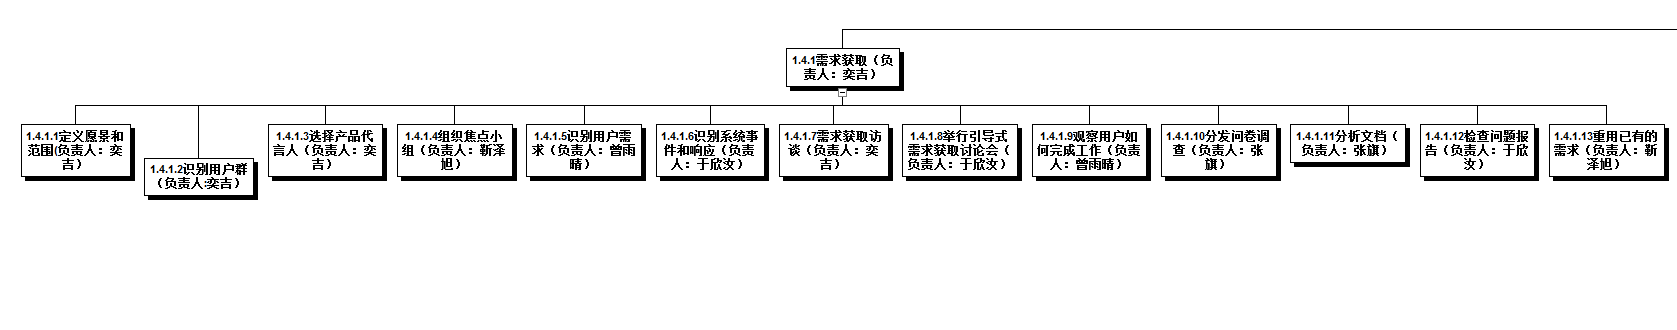 1.4.1需求获取（负
责人：奕吉）
1.4.1.1定义愿景和
范围(负责人：奕
吉）
1.4.1.2识别用户群
（负责人:奕吉）
1.4.1.3选择产品代
言人（负责人：奕
吉）
1.4.1.4组织焦点小
组（负责人：靳泽
旭）
1.4.1.5识别用户需
求（负责人：曾雨
晴）
1.4.1.6识别系统事
件和响应（负责
人：于欣汝）
1.4.1.7需求获取访
谈（负责人：奕
吉）
1.4.1.8举行引导式
需求获取讨论会（
负责人：于欣汝）
1.4.1.9观察用户如
何完成工作（负责
人：曾雨晴）
1.4.1.10分发问卷调
查（负责人：张
旗）
1.4.1.11分析文档（
负责人：张旗）
1.4.1.12检查问题报
告（负责人：于欣
汝）
1.4.1.13重用已有的
需求（负责人：靳
泽旭）